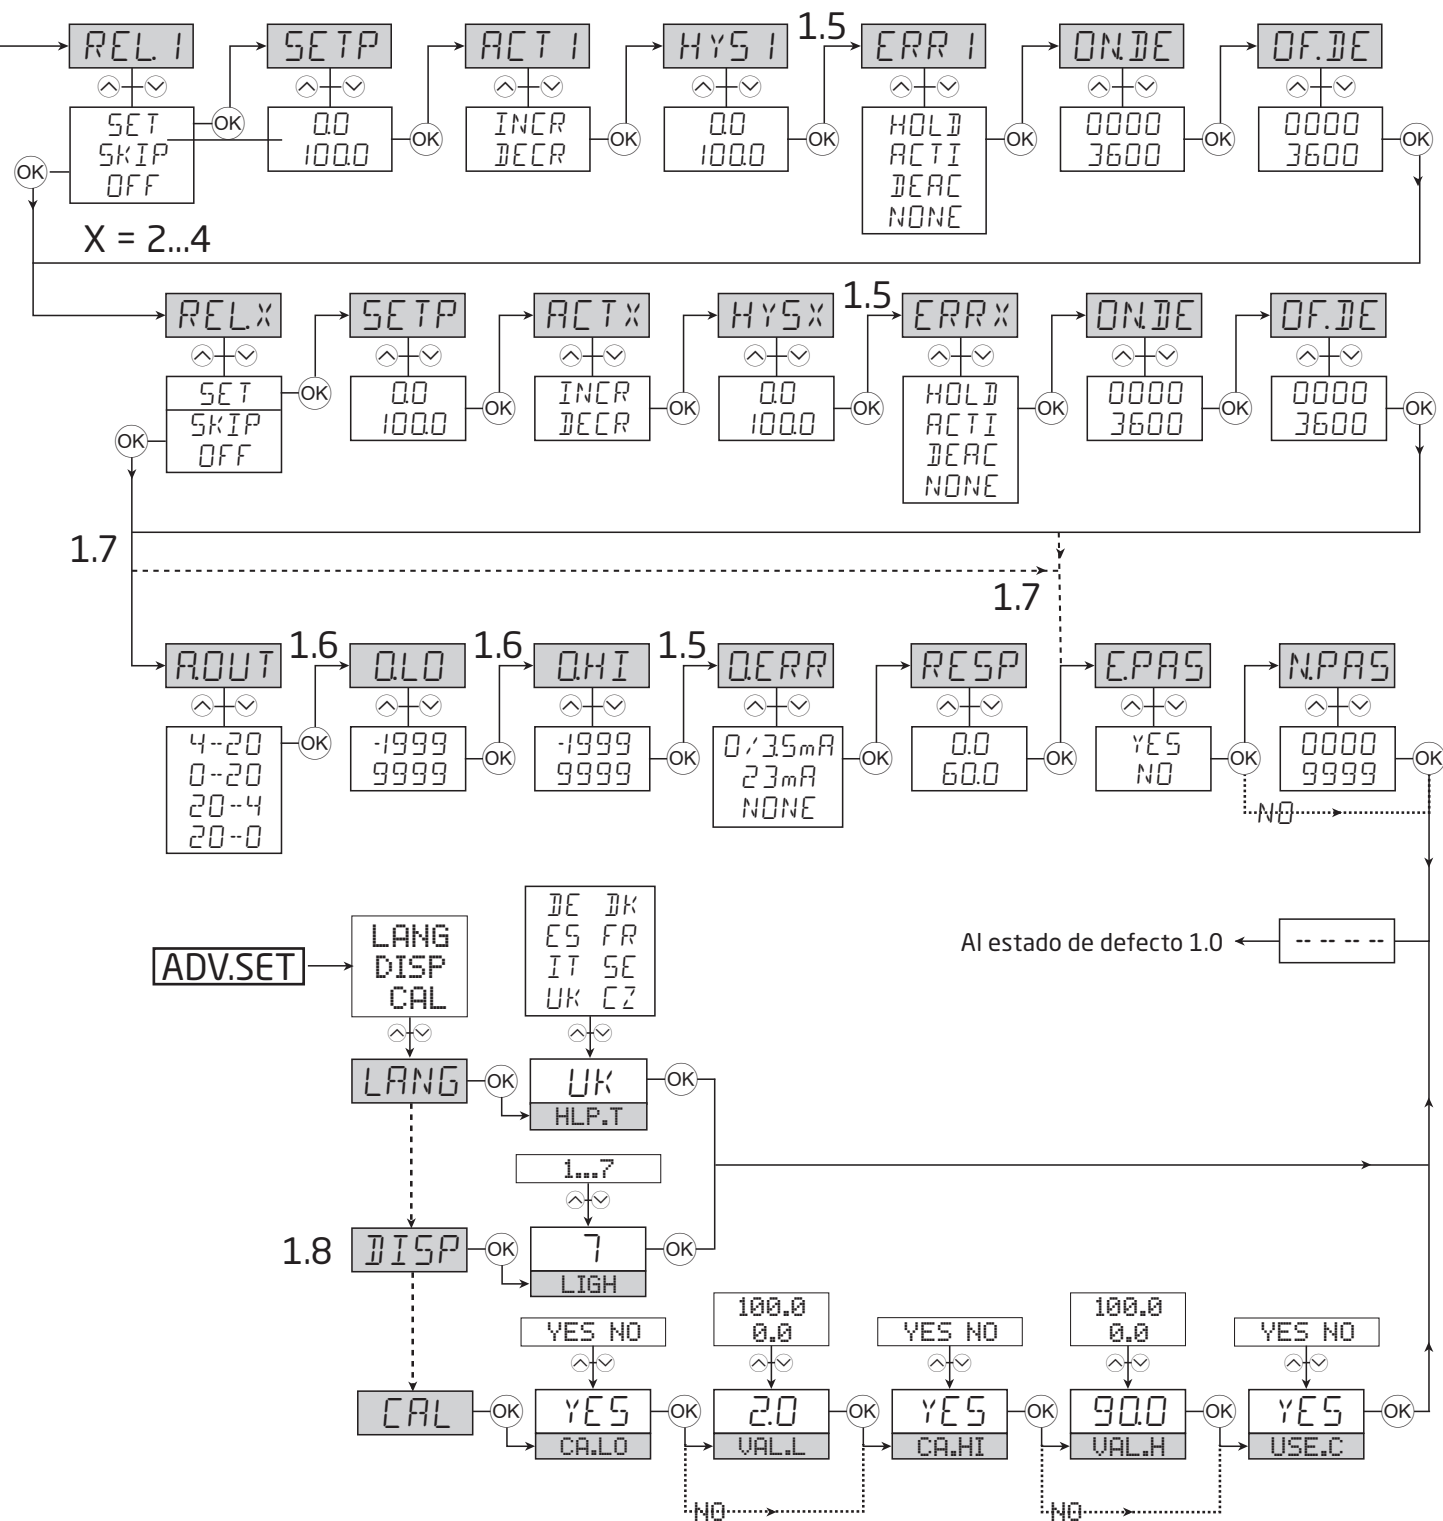 1.5
REL.1 SETP ACT1 HYS1 ERR1 ON.DE OF.DE
SET
SKIP
OFF
OK
OK
0.0
100.0
OK
INCR
DECR
OK
0.0
100.0
OK
HOLD
ACTI
DEAC
NONE
OK
0000
3600
OK
0000
3600
OK
X = 2...4
1.5
REL.X SETP ACTX HYSX ERRX ON.DE OF.DE
SET
SKIP
OFF
OK
OK
0.0
100.0
OK
INCR
DECR
OK
0.0
100.0
OK
HOLD
ACTI
DEAC
NONE
OK
0000
3600
OK
0000
3600
OK
1.7
1.7
1.6 1.6 1.5
A.OUT O.LO O.HI O.ERR RESP E.PAS N.PAS
4--20
0--20
20--4
20--0
OK
-1999
9999
OK
-1999
9999
OK
0/3.5mA
23mA
NONE
OK
0.0
60.0
OK
YES
NO
OK
0000
9999
OK
NO
Al estado de defecto 1.0
-- -- -- --
ADV.SET
LANG
DISP
CAL
DE DK
ES FR
IT SE
UK CZ
LANG
OK
UK
HLP.T
OK
1...7
1.8
DISP
OK
7
LIGH
OK
YES NO
100.0
0.0
YES NO
100.0
0.0
YES NO
CAL
OK
YES
CA.LO
OK
2.0
VAL.L
OK
YES
CA.HI
OK
90.0
VAL.H
OK
YES
USE.C
OK
NO
NO